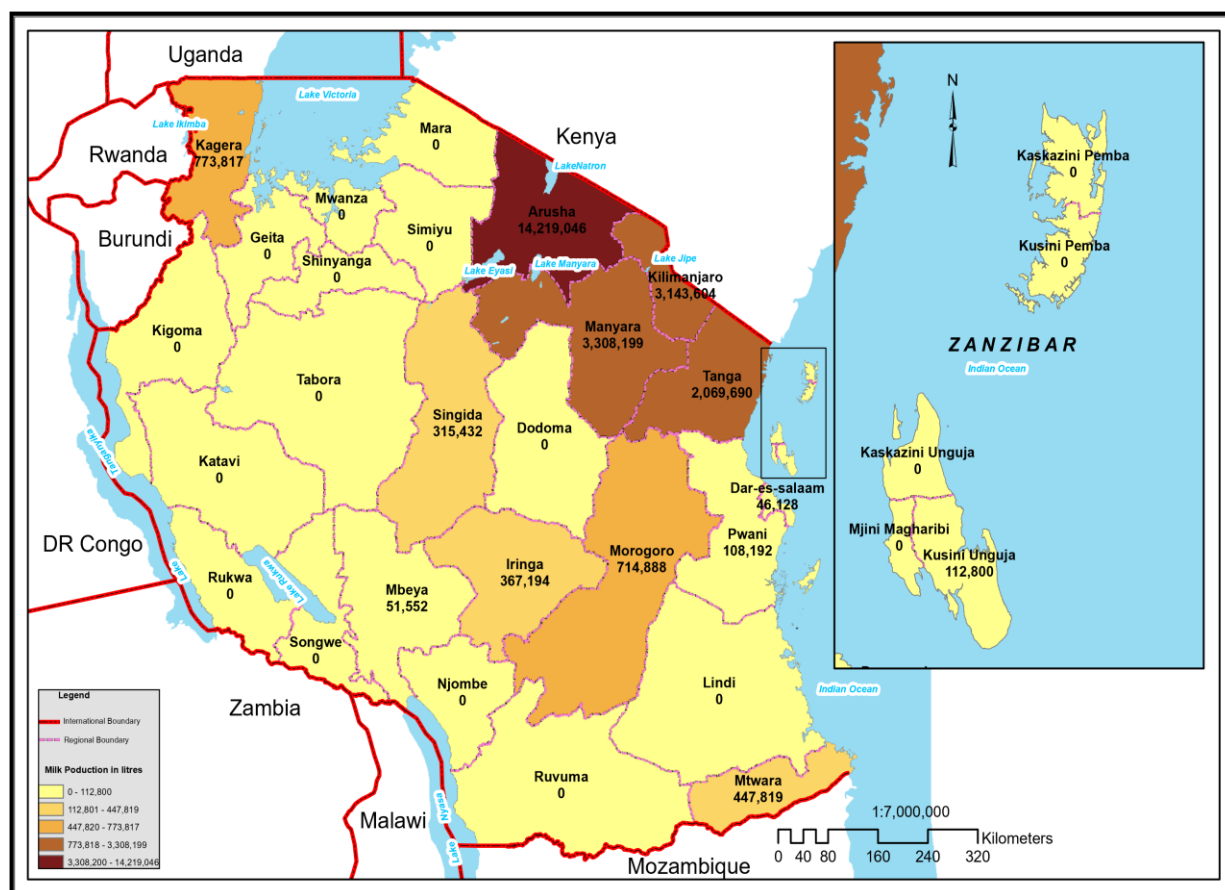 Uganda
Lake Victoria
Lake Ikimba
Kagera
773,817
Rwanda
Burundi
Mara
0
Kenya
LakeNatron
Mwanza
0
Geita
0
Simiyu
0
Shinyanga
0
Arusha
14,219,046
Lake Eyasi
Lake Manyara
Lake Jipe
Kilimanjaro
3,143,604
Manyara
3,308,199
Kigoma
0
Tabora
0
Singida
315,432
Dodoma
0
Tanga
2,069,690
Katavi
0
Lake Tanganyika
DR Congo
Dar-es-salaam
46,128
Pwani
108,192
Morogoro
714,888
Iringa
367,194
Mbeya
51,552
Rukwa
0
Lake Rukwa
Songwe
0
Njombe
0
Lindi
0
Indian Ocean
Zambia
Ruvuma
0
Mtwara
447,819
Malawi
Lake Nyasa
Mozambique
N
Kaskazini Pemba
0
Kusini Pemba
0
ZANZIBAR
Indian Ocean
Kaskazini Unguja
0
Mjini Magharibi
0
Kusini Unguja
112,800
Legend
International Boundary
Regional Boundary
Milk Poduction in litres
0 - 112,800
112,801 - 447,819
447,820 - 773,817
773,818 - 3,308,199
3,308,200 - 14,219,046
1:7,000,000
Kilometers
0 40 80 160 240 320